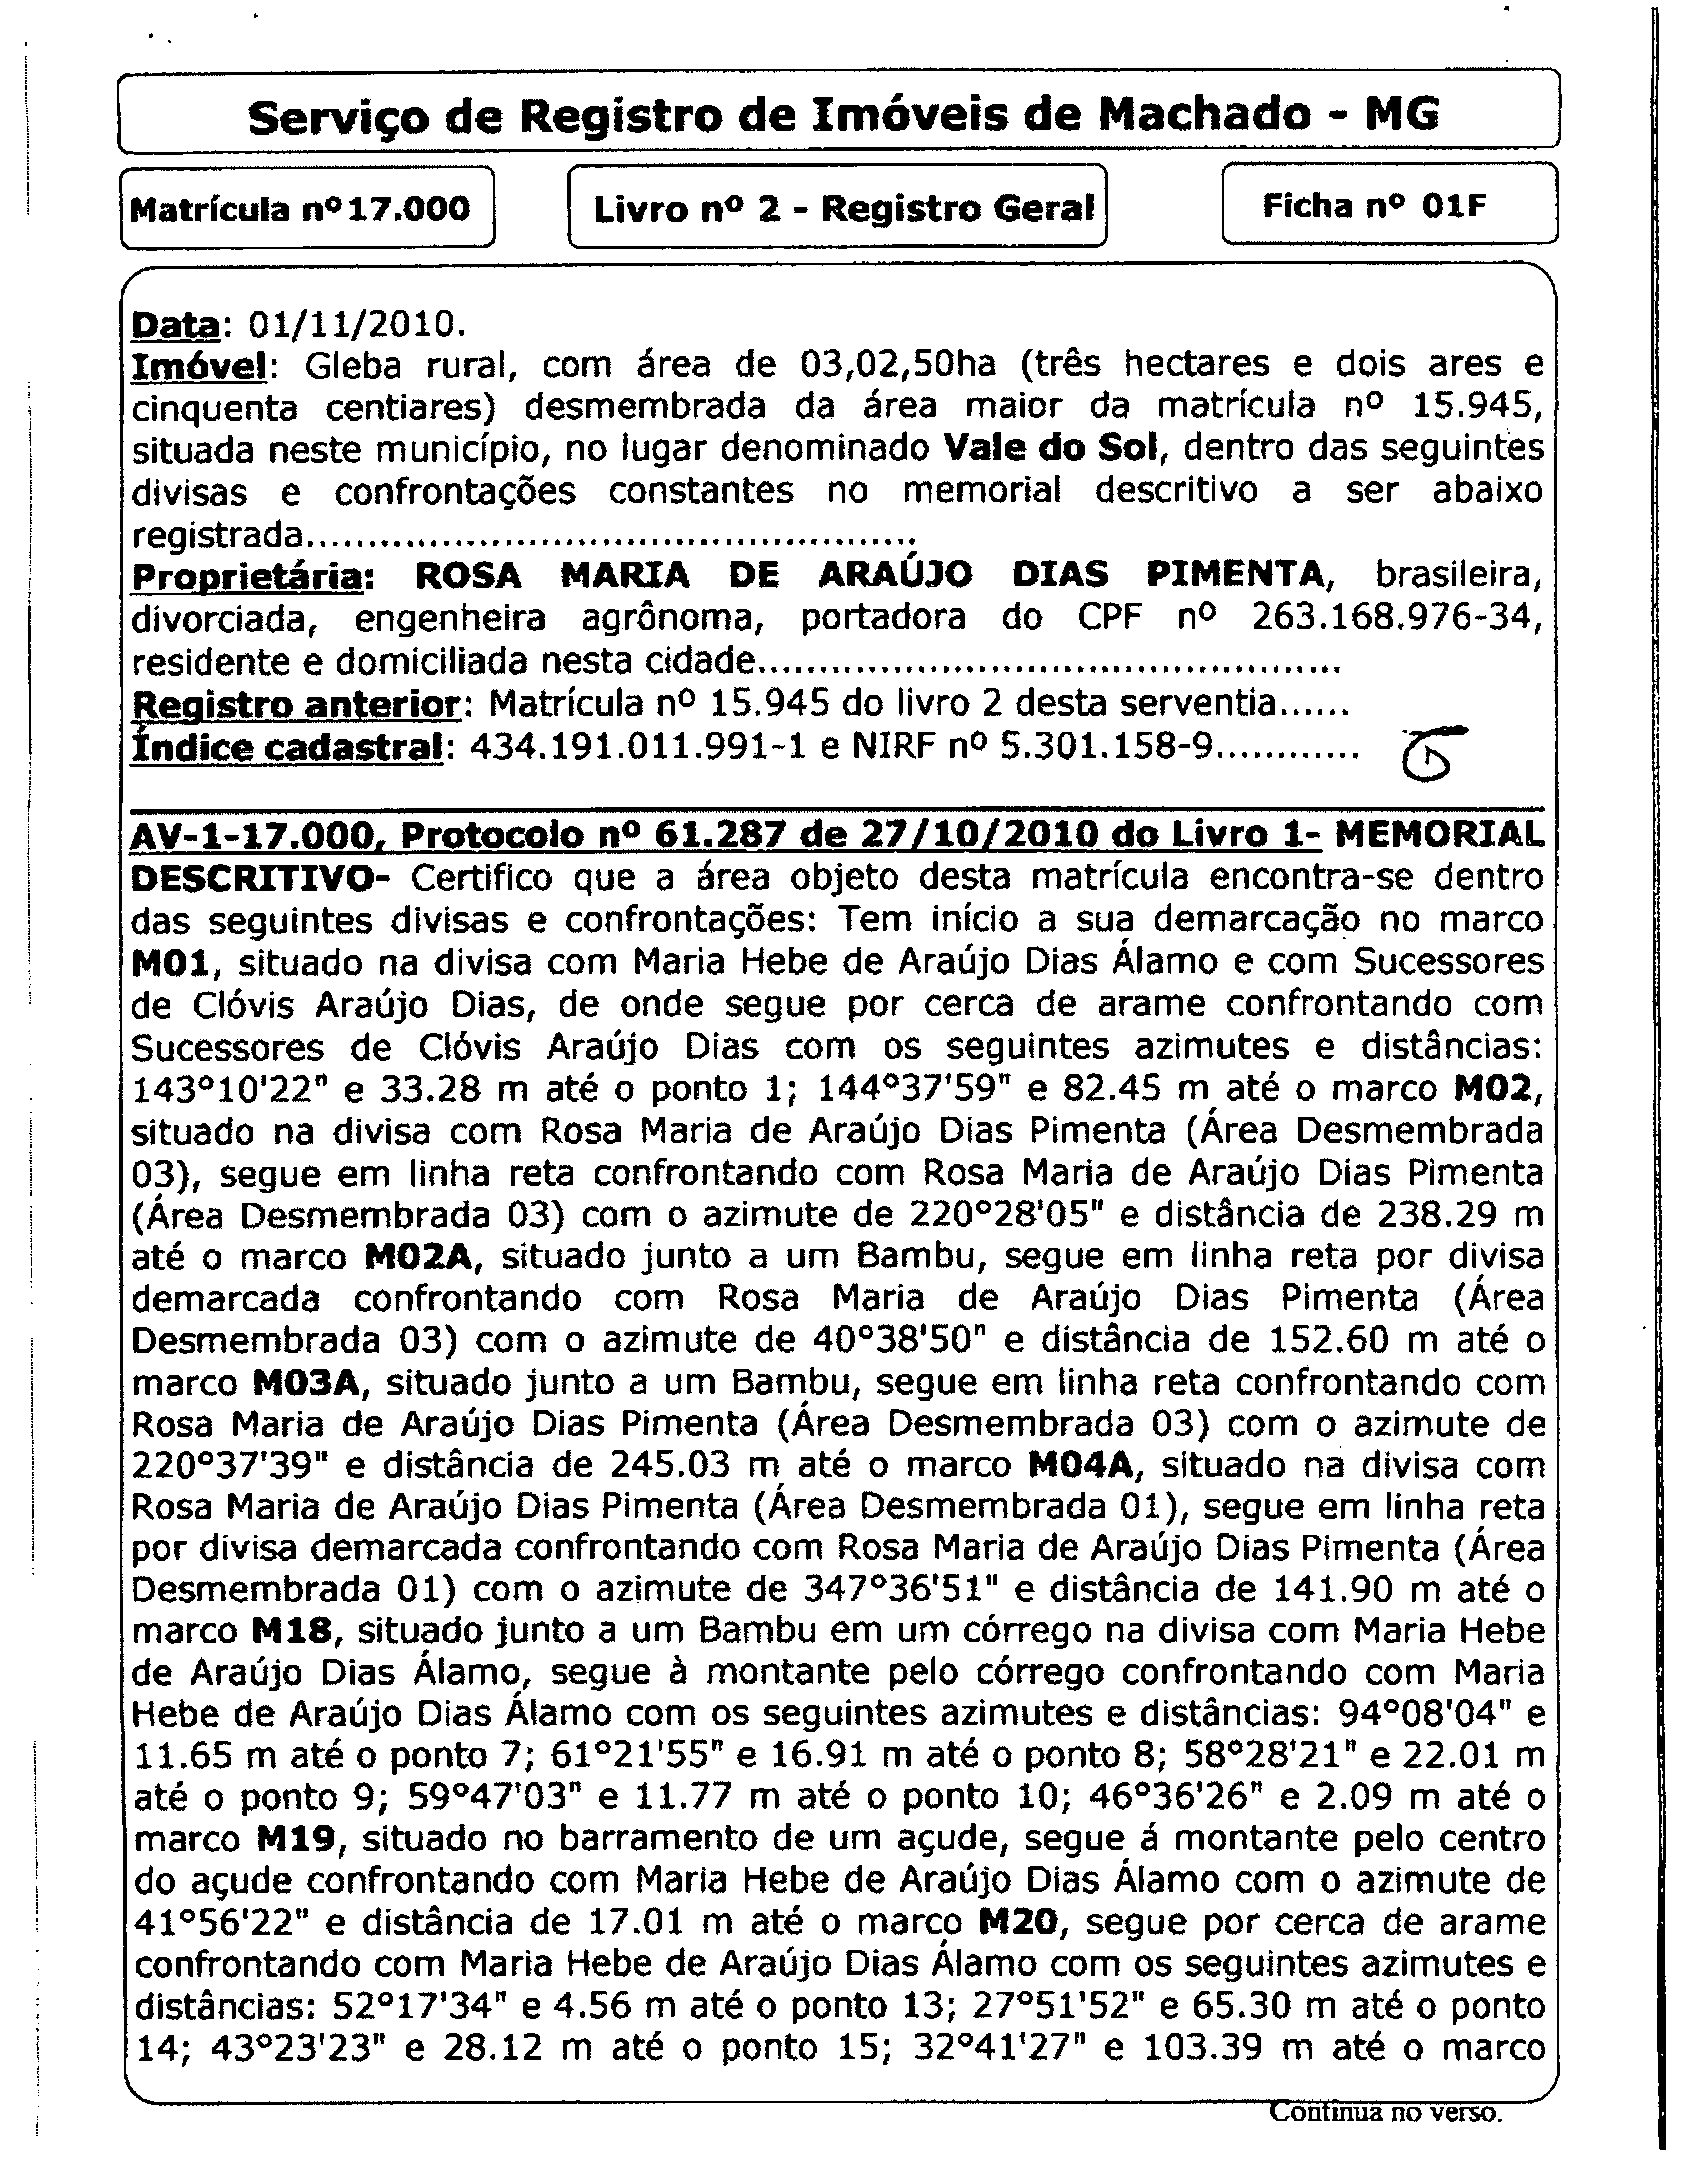 Serviço de Registro de Imóveis de Machado - MG
Matrícula nº 17.000
Livro nº 2 - Registro Geral
Ficha nº 01F
Data: 01/11/2010.
Imóvel: Gleba rural, com área de 03,02,50ha (três hectares e dois ares e
cinquenta centiares) desmembrada da área maior da matrícula nº 15.945,
situada neste município, no lugar denominado Vale do Sol, dentro das seguintes
divisas e confrontações constantes no memorial descritivo a ser abaixo
registrada..................................................
Proprietária: ROSA MARIA DE ARAÚJO DIAS PIMENTA, brasileira,
divorciada, engenheira agrônoma, portadora do CPF nº 263.168.976-34,
residente e domiciliada nesta cidade................................................
Registro anterior: Matrícula nº 15.945 do livro 2 desta serventia......
Índice cadastral: 434.191.011.991-1 e NIRF nº 5.301.158-9............
AV-1-17.000, Protocolo nº 61.287 de 27/10/2010 do Livro 1- MEMORIAL
DESCRITIVO- Certifico que a área objeto desta matrícula encontra-se dentro
das seguintes divisas e confrontações: Tem início a sua demarcação no marco
M01, situado na divisa com Maria Hebe de Araújo Dias Álamo e com Sucessores
de Clóvis Araújo Dias, de onde segue por cerca de arame confrontando com
Sucessores de Clóvis Araújo Dias com os seguintes azimutes e distâncias:
143°10'22" e 33.28 m até o ponto 1; 144°37'59" e 82.45 m até o marco M02,
situado na divisa com Rosa Maria de Araújo Dias Pimenta (Área Desmembrada
03), segue em linha reta confrontando com Rosa Maria de Araújo Dias Pimenta
(Área Desmembrada 03) com o azimute de 220°28'05" e distância de 238.29 m
até o marco M02A, situado junto a um Bambu, segue em linha reta por divisa
demarcada confrontando com Rosa Maria de Araújo Dias Pimenta (Área
Desmembrada 03) com o azimute de 40°38'50" e distância de 152.60 m até o
marco M03A, situado junto a um Bambu, segue em linha reta confrontando com
Rosa Maria de Araújo Dias Pimenta (Área Desmembrada 03) com o azimute de
220°37'39" e distância de 245.03 m até o marco M04A, situado na divisa com
Rosa Maria de Araújo Dias Pimenta (Área Desmembrada 01), segue em linha reta
por divisa demarcada confrontando com Rosa Maria de Araújo Dias Pimenta (Área
Desmembrada 01) com o azimute de 347°36'51" e distância de 141.90 m até o
marco M18, situado junto a um Bambu em um córrego na divisa com Maria Hebe
de Araújo Dias Álamo, segue à montante pelo córrego confrontando com Maria
Hebe de Araújo Dias Álamo com os seguintes azimutes e distâncias: 94°08'04" e
11.65 m até o ponto 7; 61°21'55" e 16.91 m até o ponto 8; 58°28'21" e 22.01 m
até o ponto 9; 59°47'03" e 11.77 m até o ponto 10; 46°36'26" e 2.09 m até o
marco M19, situado no barramento de um açude, segue á montante pelo centro
do açude confrontando com Maria Hebe de Araújo Dias Álamo com o azimute de
41°56'22" e distância de 17.01 m até o marco M20, segue por cerca de arame
confrontando com Maria Hebe de Araújo Dias Álamo com os seguintes azimutes e
distâncias: 52°17'34" e 4.56 m até o ponto 13; 27°51'52" e 65.30 m até o ponto
14; 43°23'23" e 28.12 m até o ponto 15; 32°41'27" e 103.39 m até o marco
Continua no verso.